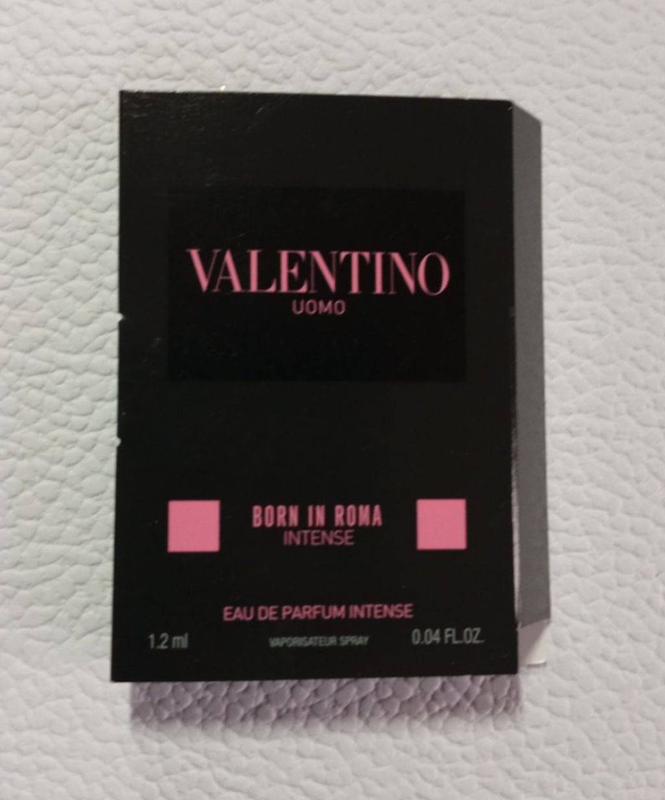 VALENTINO
UOMO
BORN IN ROMA
INTENSE
EAU DE PARFUM INTENSE
1.2 ml VAPORISATEUR SPRAY 0.04 FL.OZ.